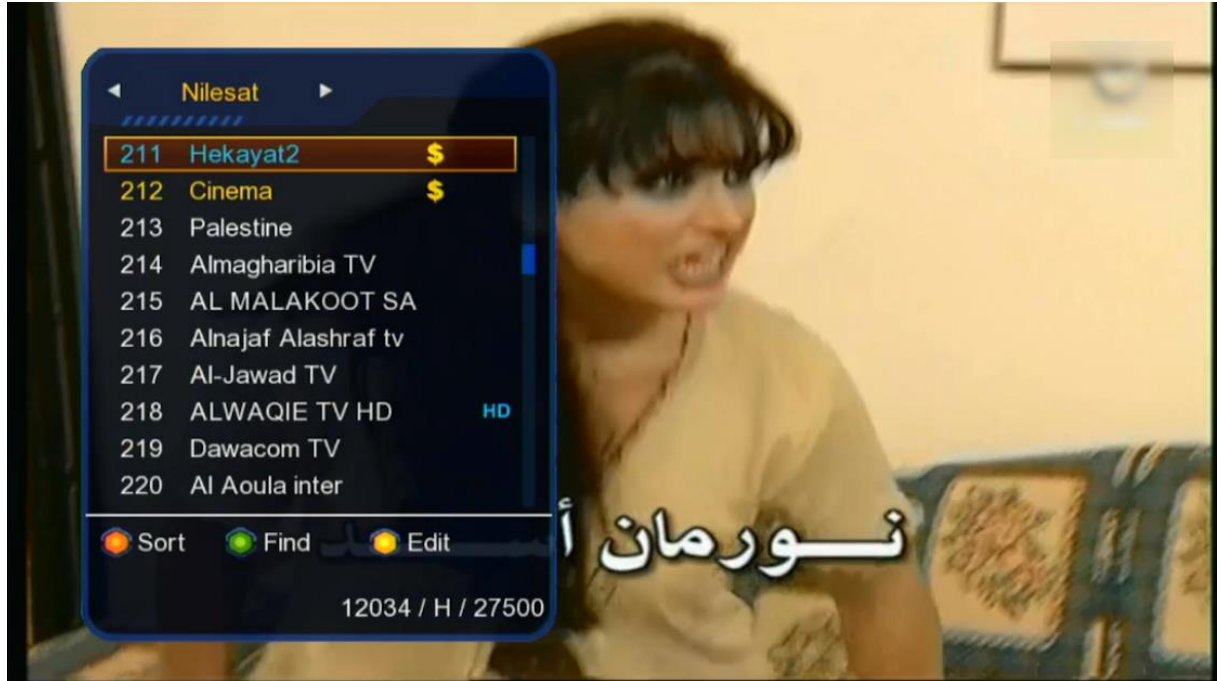 Nilesat
211 Hekayat2 $
212 Cinema $
213 Palestine
214 Almagharibia TV
215 AL MALAKOOT SA
216 Alnajaf Alashraf tv
217 Al-Jawad TV
218 ALWAQIE TV HD HD
219 Dawacom TV
220 Al Aoula inter
Sort Find Edit
12034 / H / 27500
نـورمان أسـعد